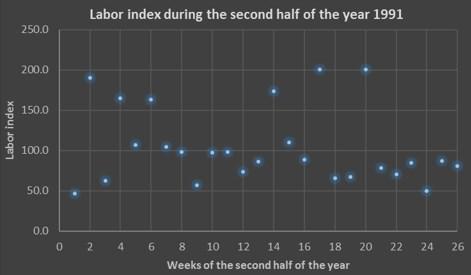 Labor index during the second half of the year 1991
250.0
200.0
150.0
100.0
50.0
0.0
Labor index
0 2 4 6 8 10 12 14 16 18 20 22 24 26
Weeks of the second half of the year